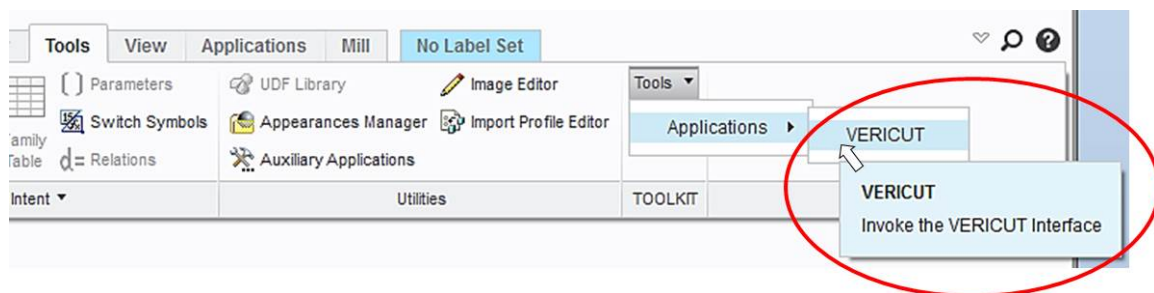 Tools View Applications Mill No Label Set
Parameters UDF Library Image Editor Tools
Switch Symbols Appearances Manager Import Profile Editor Applications VERICUT
Table d= Relations Auxiliary Applications
VERICUT
Intent Utilities TOOLKIT
Invoke the VERICUT Interface